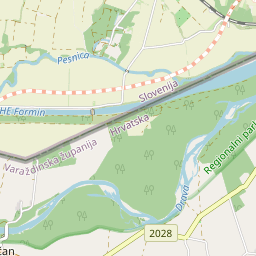 Pesnica
Slovenija
HE Formin
Hrvatska
Varaždinska županija
Regionalni park
Drava
2028